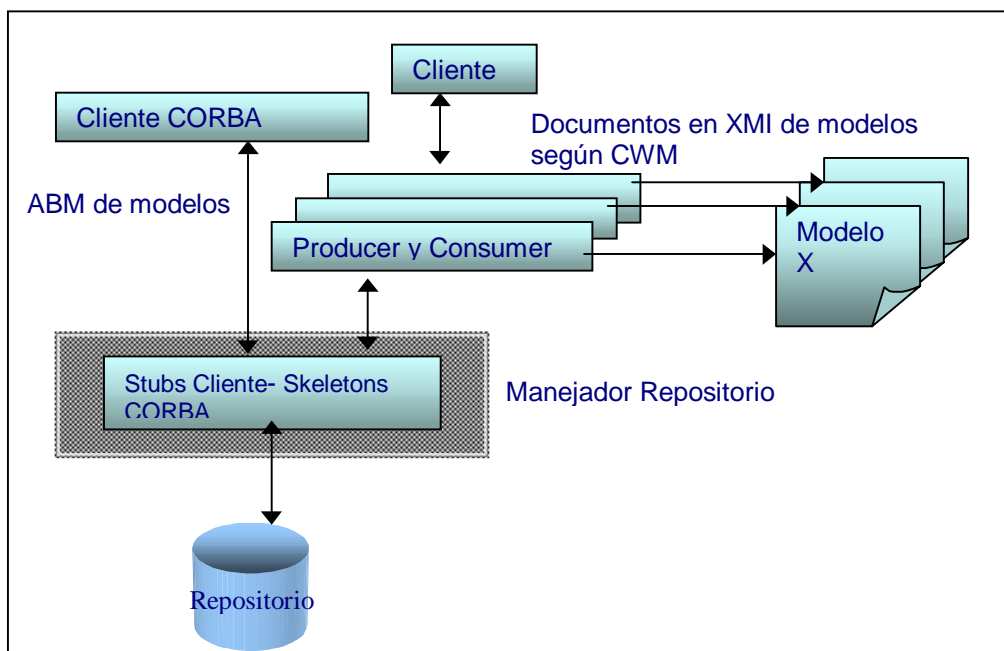 Cliente
Cliente CORBA
Documentos en XMI de modelos
según CWM
ABM de modelos
Producer y Consumer
Modelo
X
Stubs Cliente- Skeletons
CORBA
Manejador Repositorio
Repositorio